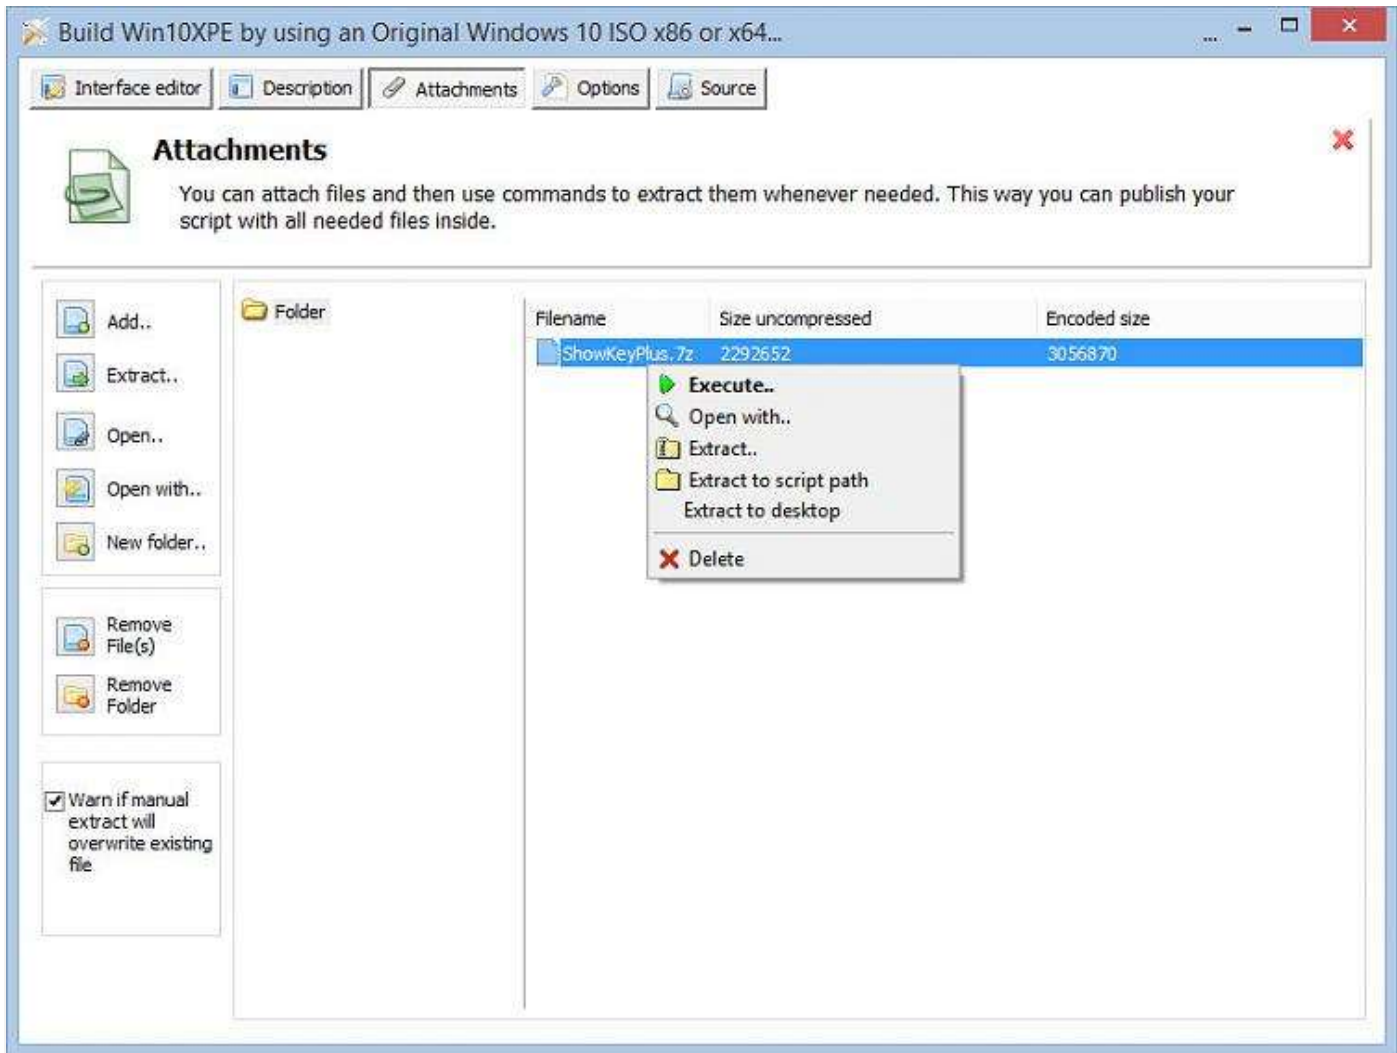 Build Win10XPE by using an Original Windows 10 ISO x86 or x64...
...
Interface editor Description Attachments Options Source
Attachments
You can attach files and then use commands to extract them whenever needed. This way you can publish your
script with all needed files inside.
Add..
Extract..
Open..
Open with..
New folder..
Remove
File(s)
Remove
Folder
Warn if manual
extract will
overwrite existing
file
Folder
Filename Size uncompressed Encoded size
ShowKeyPlus.7z 2292652 3056870
Execute..
Open with..
Extract..
Extract to script path
Extract to desktop
Delete